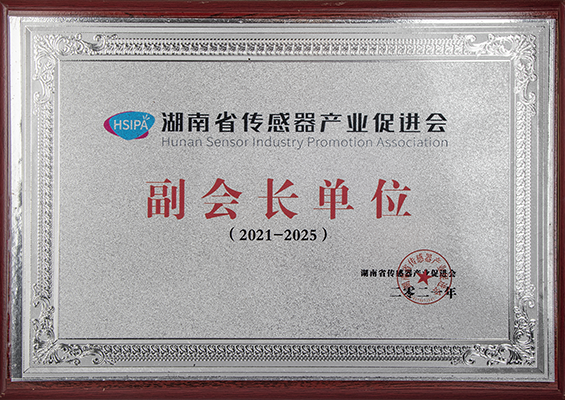 HSIPA 湖南省传感器产业促进会
Hunan Sensor Industry Promotion Association
副会长单位
(2021-2025)
湖南省传感器产业促进会
二零二一年